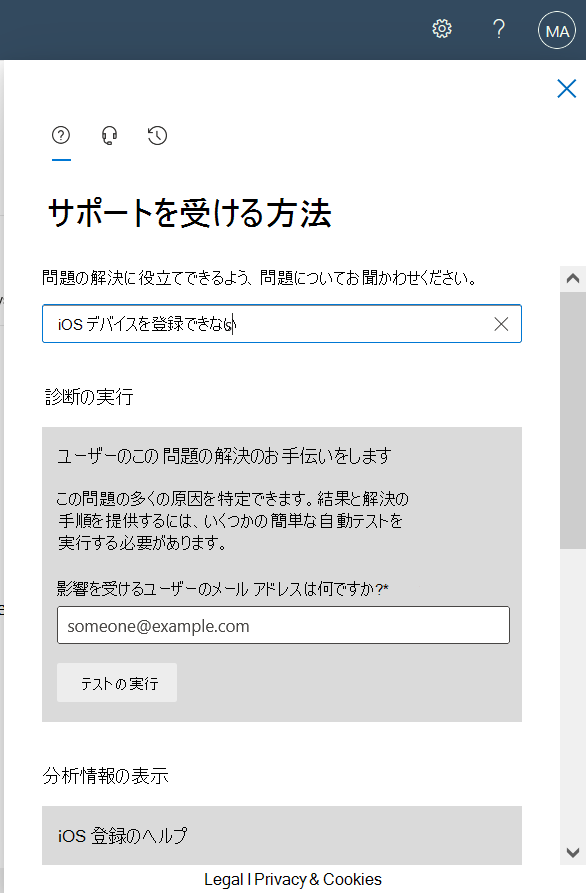 MA
サポートを受ける方法
問題の解決に役立てできるよう、問題についてお聞かわせください。
iOS デバイスを登録できない
診断の実行
ユーザーのこの 問題の解決のお 手伝いをします
この問題の多くの原因を特定できます。結果と解決の
手順を提供するには、いくつかの簡単な自動テストを
実行する必要があります。
影響を受けるユーザーのメール アドレスは何ですか?*
someone@example.com
テストの実行
分析情報の表示
iOS 登録のヘルプ
Legal | Privacy & Cookies